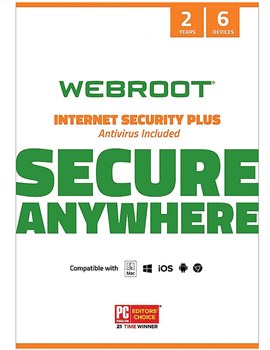 2 6
YEARS DEVICES
WEBROOT®
INTERNET SECURITY PLUS
Antivirus Included
SECURE
ANYWHERE
Compatible with Mac iOS
PC EDITORS'
CHOICE
21 TIME WINNER